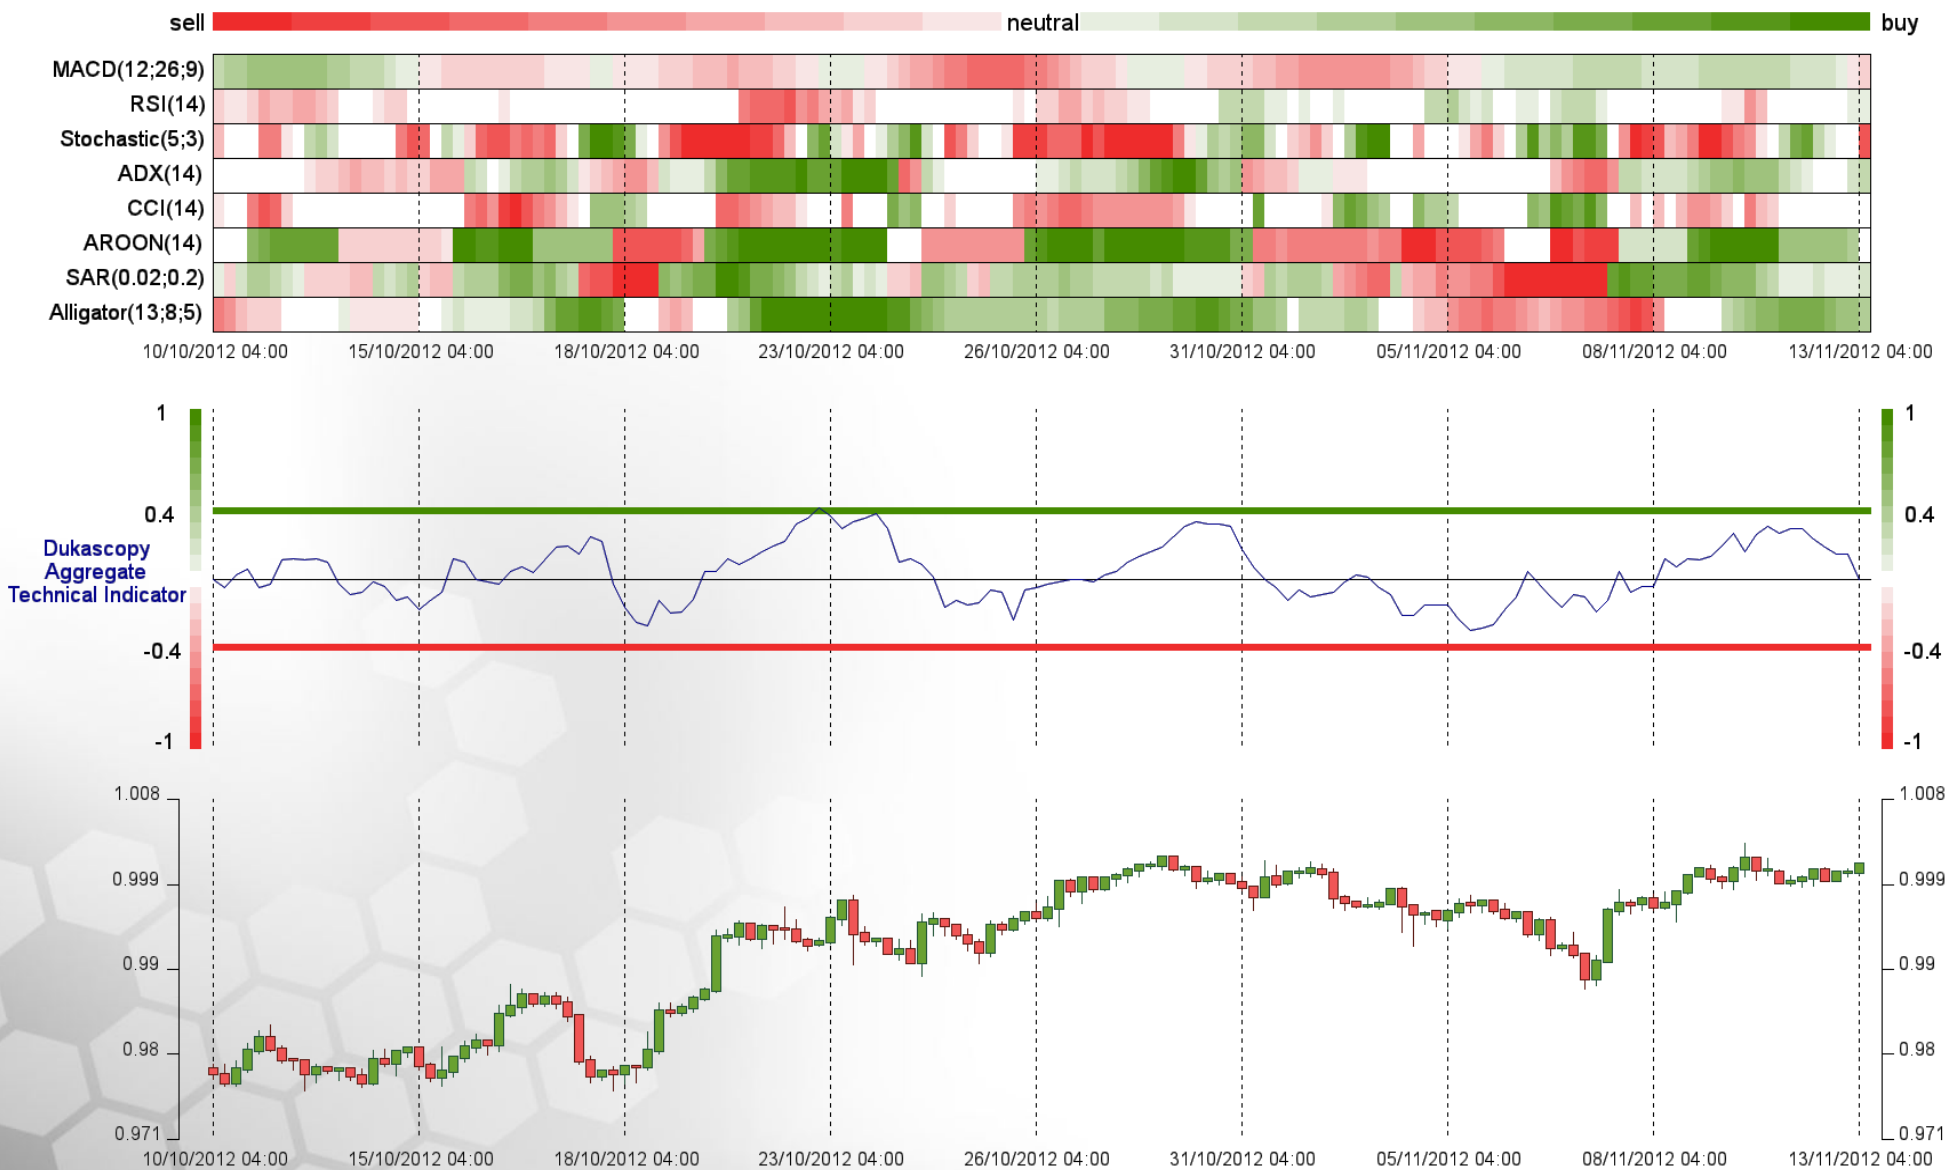 sell neutral buy
MACD(12;26;9)
RSI(14)
Stochastic(5;3)
ADX(14)
CCI(14)
AROON(14)
SAR(0.02;0.2)
Alligator(13;8;5)
10/10/2012 04:00 15/10/2012 04:00 18/10/2012 04:00 23/10/2012 04:00 26/10/2012 04:00 31/10/2012 04:00 05/11/2012 04:00 08/11/2012 04:00 13/11/2012 04:00
1 1
0.4 0.4
Dukascopy
Aggregate
Technical Indicator
-0.4 -0.4
-1 -1
1.008 1.008
0.999 0.999
0.99 0.99
0.98 0.98
0.971 0.971
10/10/2012 04:00 15/10/2012 04:00 18/10/2012 04:00 23/10/2012 04:00 26/10/2012 04:00 31/10/2012 04:00 05/11/2012 04:00 08/11/2012 04:00 13/11/2012 04:00